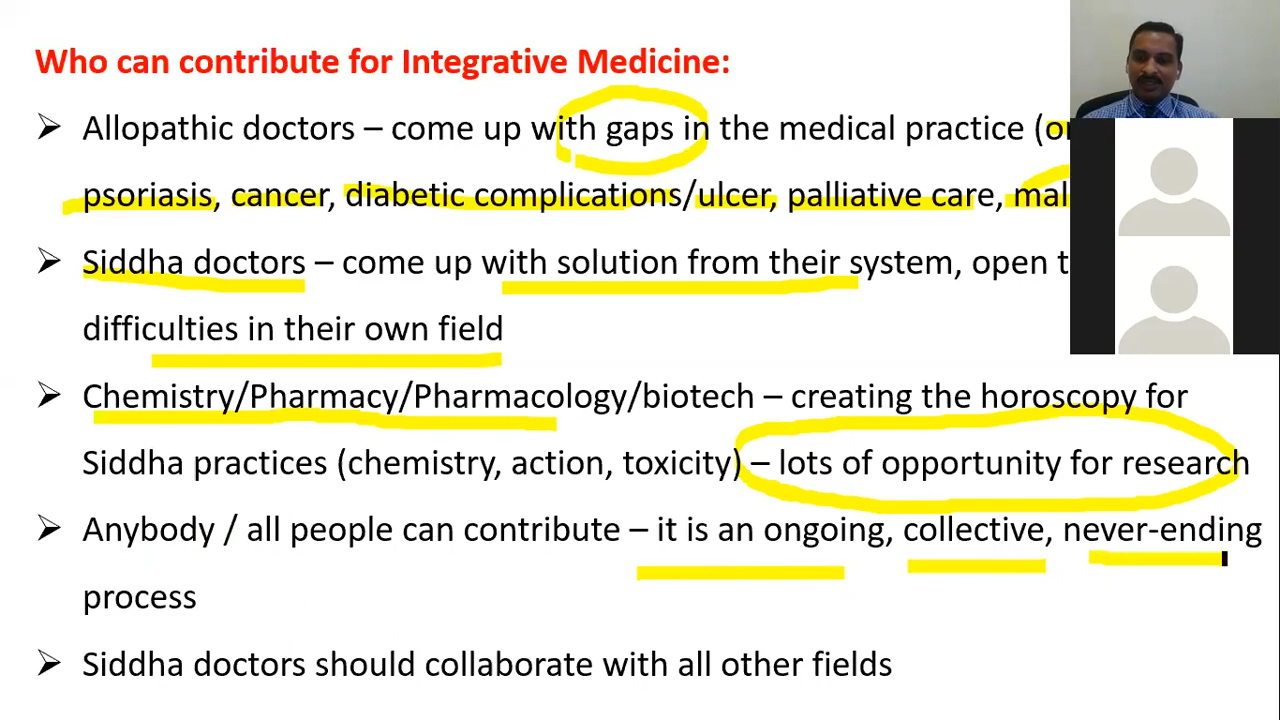 Who can contribute for Integrative Medicine:
➢ Allopathic doctors – come up with gaps in the medical practice
psoriasis, cancer, diabetic complications/ulcer, palliative care,
➢ Siddha doctors – come up with solution from their system, open
difficulties in their own field
➢ Chemistry/Pharmacy/Pharmacology/biotech – creating the horoscopy for
Siddha practices (chemistry, action, toxicity) – lots of opportunity for research
➢ Anybody / all people can contribute – it is an ongoing, collective, never-ending
process
➢ Siddha doctors should collaborate with all other fields